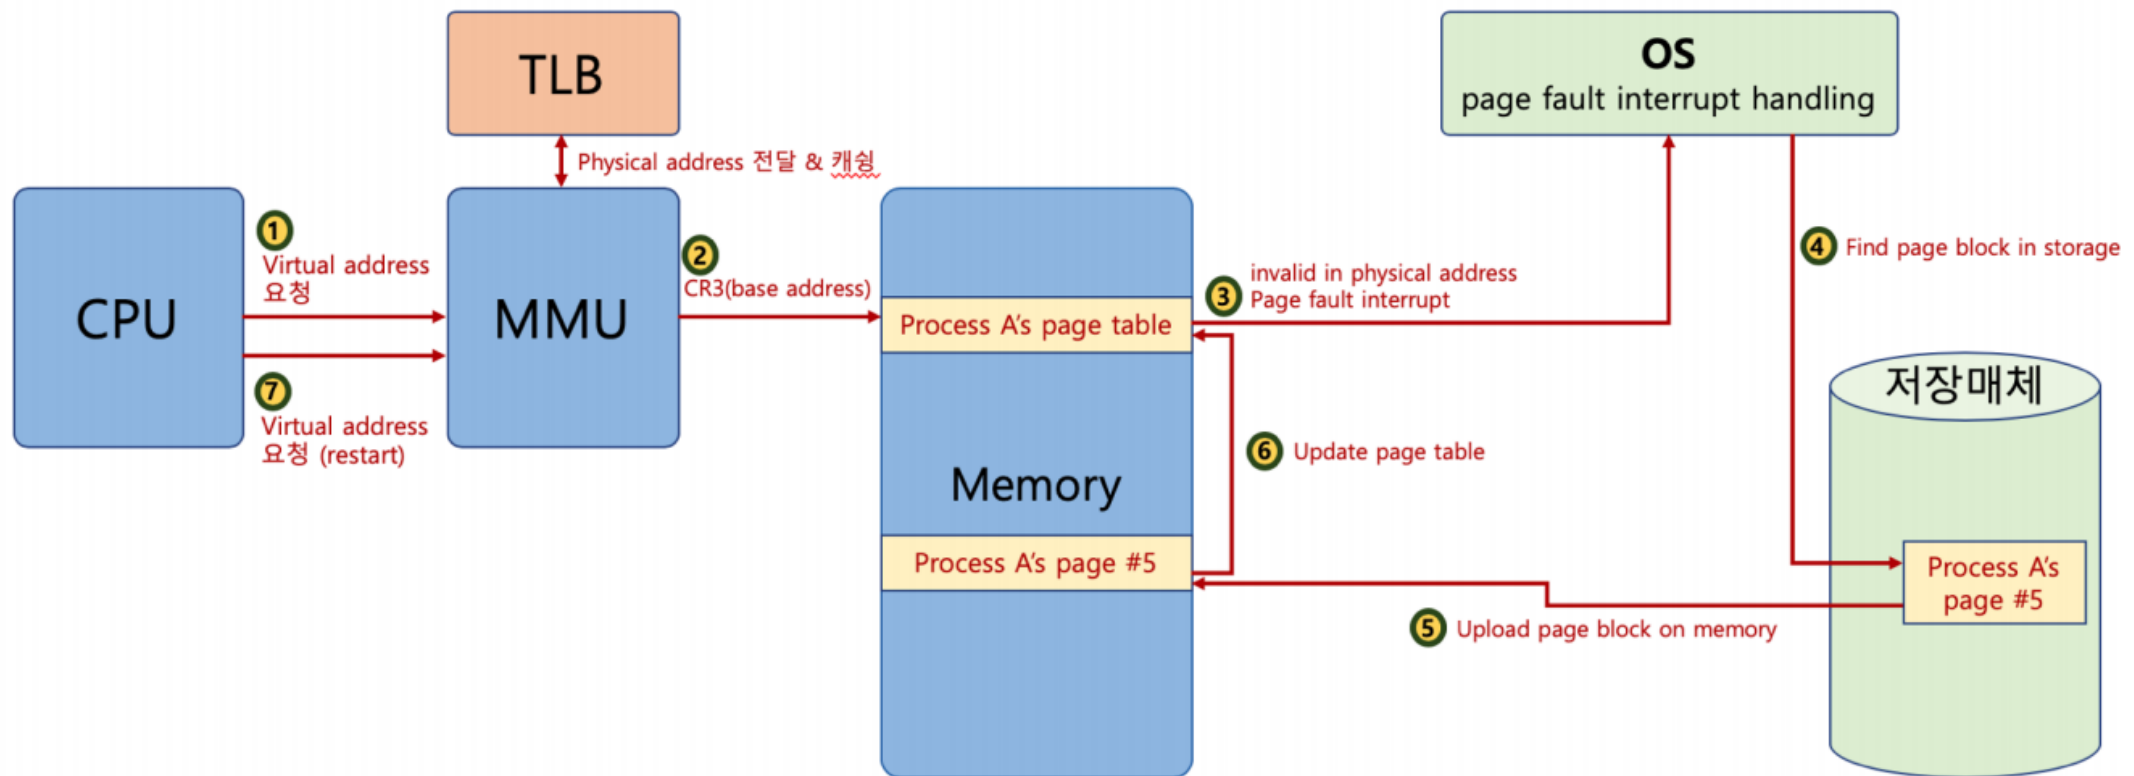 TLB
OS
page fault interrupt handling
Physical address 전달 & 캐슁
CPU
1
Virtual address
요청
7
Virtual address
요청 (restart)
MMU
2
CR3(base address)
Process A's page table
Memory
Process A's page #5
3
invalid in physical address
Page fault interrupt
4
Find page block in storage
6
Update page table
5
Upload page block on memory
저장매체
Process A's
page #5